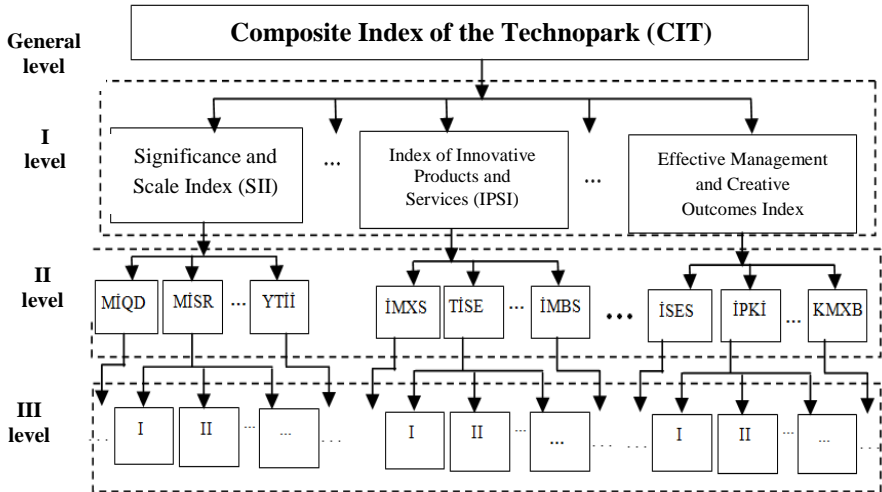 Composite Index of the Technopark (CIT)
General
level
I
level
Significance and
Scale Index (SII)
...
Index of Innovative
Products and
Services (IPSI)
...
Effective Management
and Creative
Outcomes Index
II
level
MİQD
MİSR
...
YTİİ
İMXS
TİSE
...
İMBS
...
İSES
İPKİ
...
KMXB
III
level
...
I
II
...
...
...
...
I
II
...
...
...
...
I
II
...
...
...